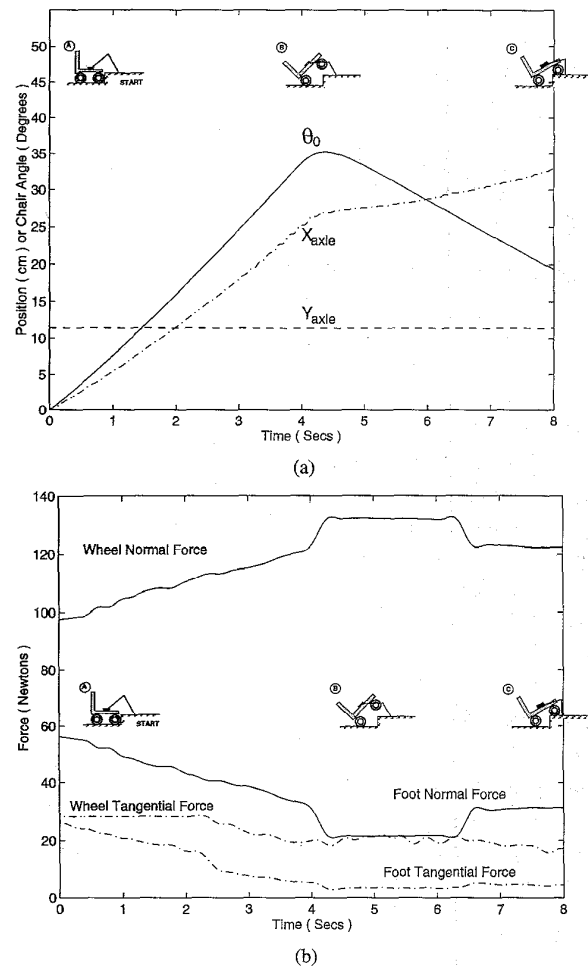 Position ( cm ) or Chair Angle ( Degrees )
50
45
40
35
30
25
20
15
10
5
0
A
START
B
C
θ0
Xaxle
Yaxle
0 1 2 3 4 5 6 7 8
Time ( Secs )
(a)
Force ( Newtons )
140
120
100
80
60
40
20
0
Wheel Normal Force
A
START
B
C
Foot Normal Force
Wheel Tangential Force
Foot Tangential Force
0 1 2 3 4 5 6 7 8
Time ( Secs )
(b)